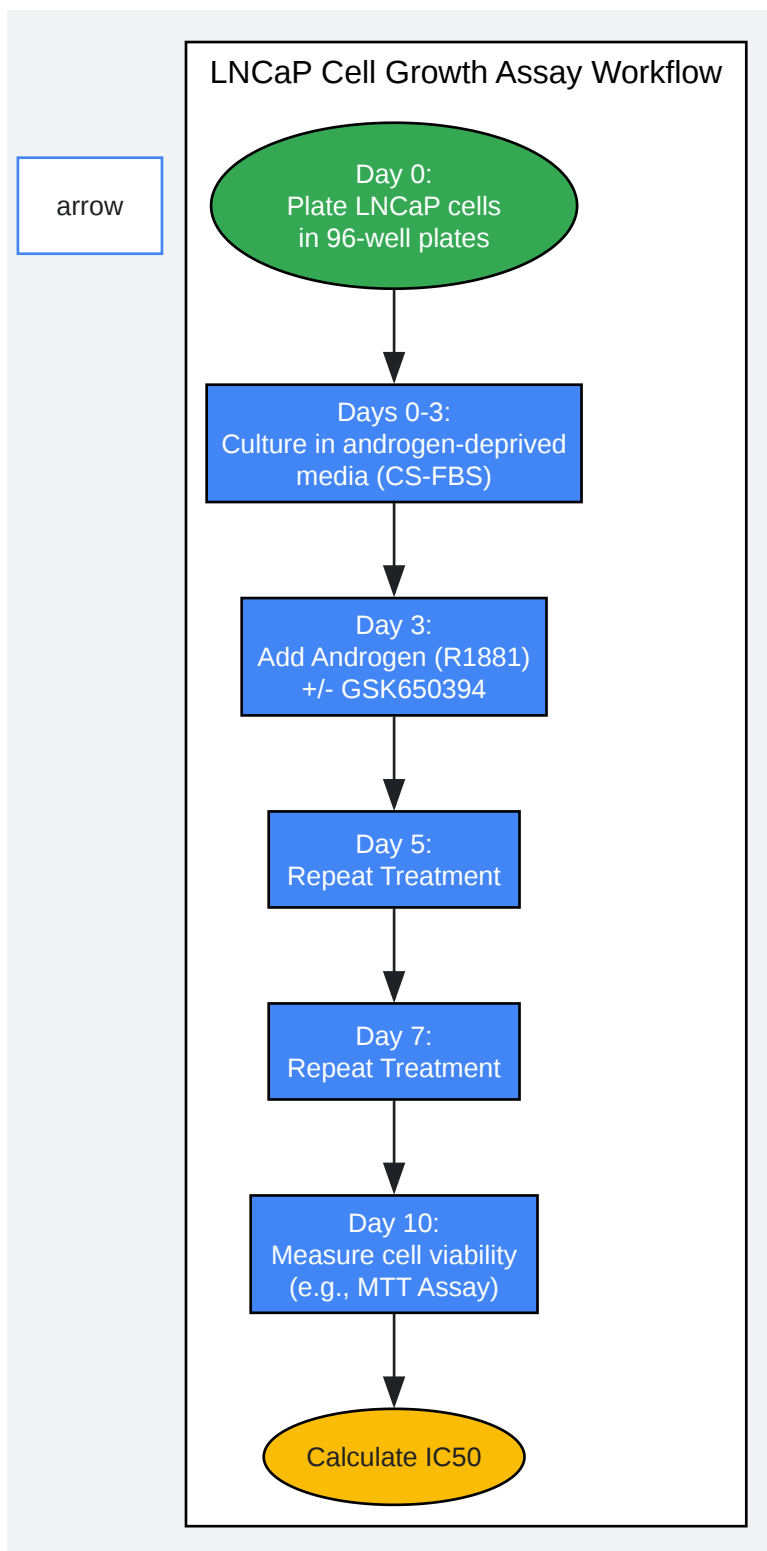 LNCaP Cell Growth Assay Workflow
arrow
Day 0:
Plate LNCaP cells
in 96-well plates
Days 0-3:
Culture in androgen-deprived
media (CS-FBS)
Day 3:
Add Androgen (R1881)
+/- GSK650394
Day 5:
Repeat Treatment
Day 7:
Repeat Treatment
Day 10:
Measure cell viability
(e.g., MTT Assay)
Calculate IC50